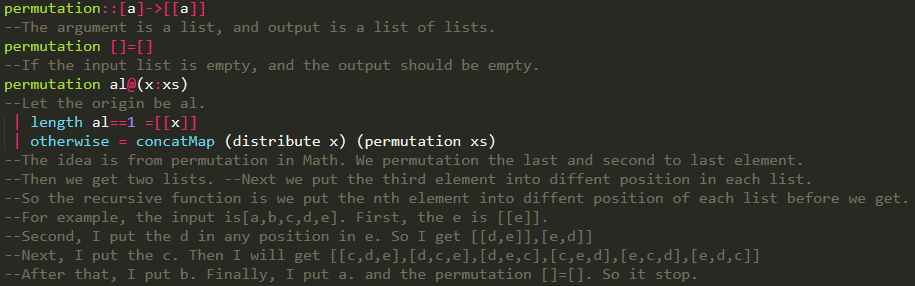 permutation::[a]->[[a]]
--The argument is a list, and output is a list of lists.
permutation []=[]
--If the input list is empty, and the output should be empty.
permutation al@(x:xs)
--Let the origin be al.
| length al==1 =[[x]]
| otherwise = concatMap (distribute x) (permutation xs)
--The idea is from permutation in Math. We permutation the last and second to last element.
--Then we get two lists. --Next we put the third element into diffent position in each list.
--So the recursive function is we put the nth element into diffent position of each list before we get.
--For example, the input is[a,b,c,d,e]. First, the e is [[e]].
--Second, I put the d in any position in e. So I get [[d,e]],[e,d]]
--Next, I put the c. Then I will get [[c,d,e],[d,c,e],[d,e,c],[c,e,d],[e,c,d],[e,d,c]]
--After that, I put b. Finally, I put a. and the permutation []=[]. So it stop.